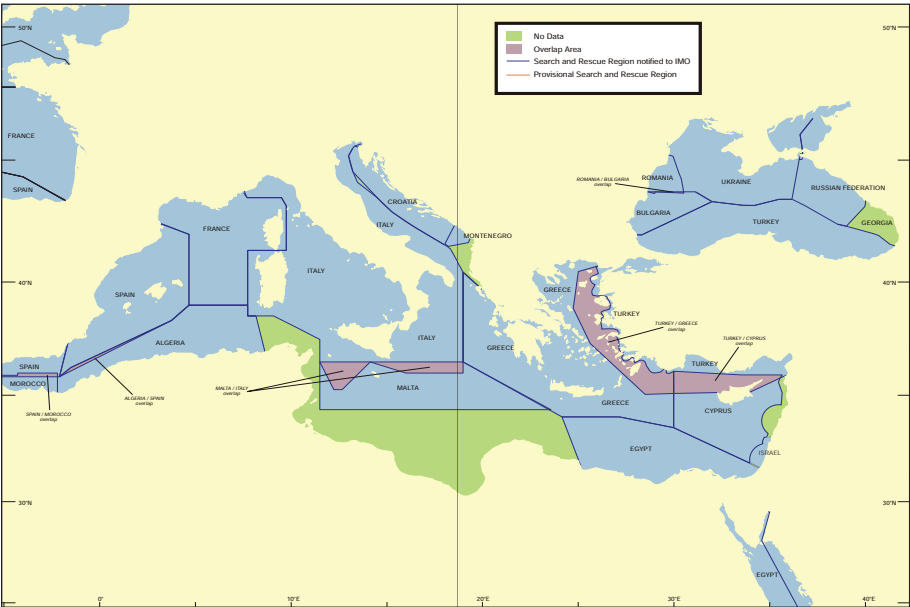 50°N
50°N
No Data
Overlap Area
Search and Rescue Region notified to IMO
Provisional Search and Rescue Region
FRANCE
SPAIN
ROMANIA / BULGARIA
overlap
ROMANIA
UKRAINE
RUSSIAN FEDERATION
BULGARIA
TURKEY
GEORGIA
CROATIA
ITALY
MONTENEGRO
FRANCE
ITALY
40°N
40°N
SPAIN
GREECE
TURKEY
TURKEY / GREECE
overlap
ALGERIA
ITALY
GREECE
TURKEY / CYPRUS
overlap
SPAIN
MOROCCO
TURKEY
MALTA / ITALY
overlap
MALTA
ALGERIA / SPAIN
overlap
SPAIN / MOROCCO
overlap
GREECE
CYPRUS
EGYPT
ISRAEL
30°N
30°N
EGYPT
0°
10°E
20°E
30°E
40°E